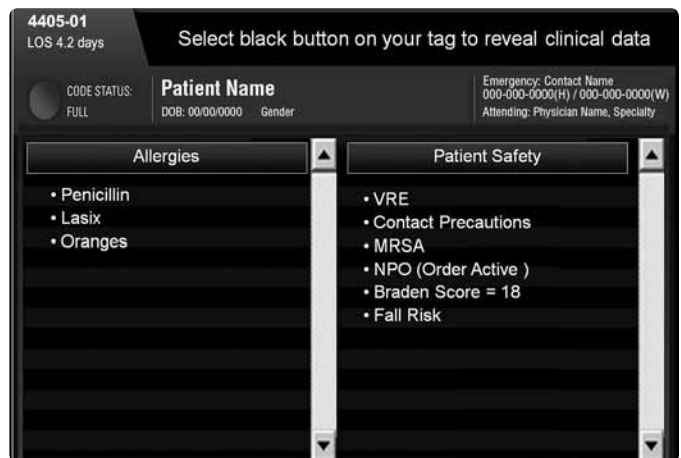 4405-01
LOS 4.2 days
Select black button on your tag to reveal clinical data
CODE STATUS:
FULL
Patient Name
DOB: 00/00/0000 Gender
Emergency: Contact Name
000-000-0000(H) / 000-000-0000(W)
Attending: Physician Name, Specialty
Allergies
• Penicillin
• Lasix
• Oranges
Patient Safety
• VRE
• Contact Precautions
• MRSA
• NPO (Order Active )
• Braden Score = 18
• Fall Risk